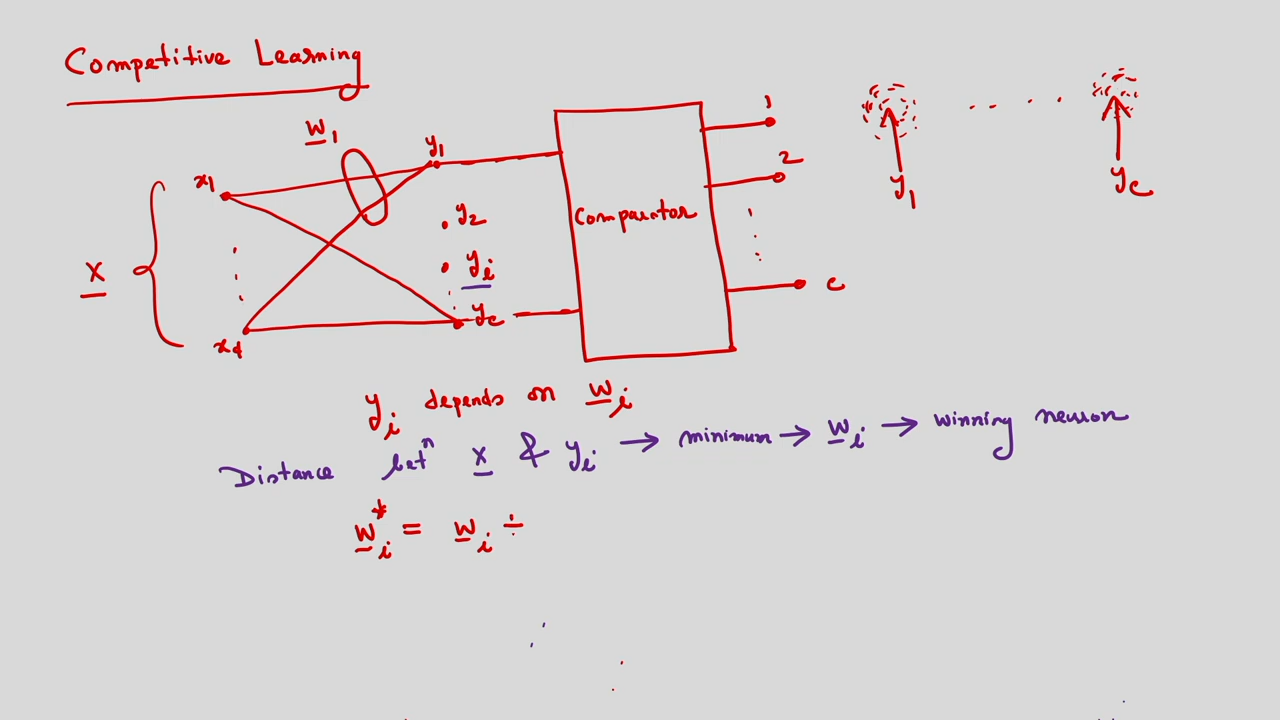 Competitive Learning
w1
y1
x1
y2
x
yi
yc
xd
Comparator
1
2
c
y1
yc
yi depends on wi
Distance betn x & yi → minimum → wi → winning neuron
wi* = wi ÷